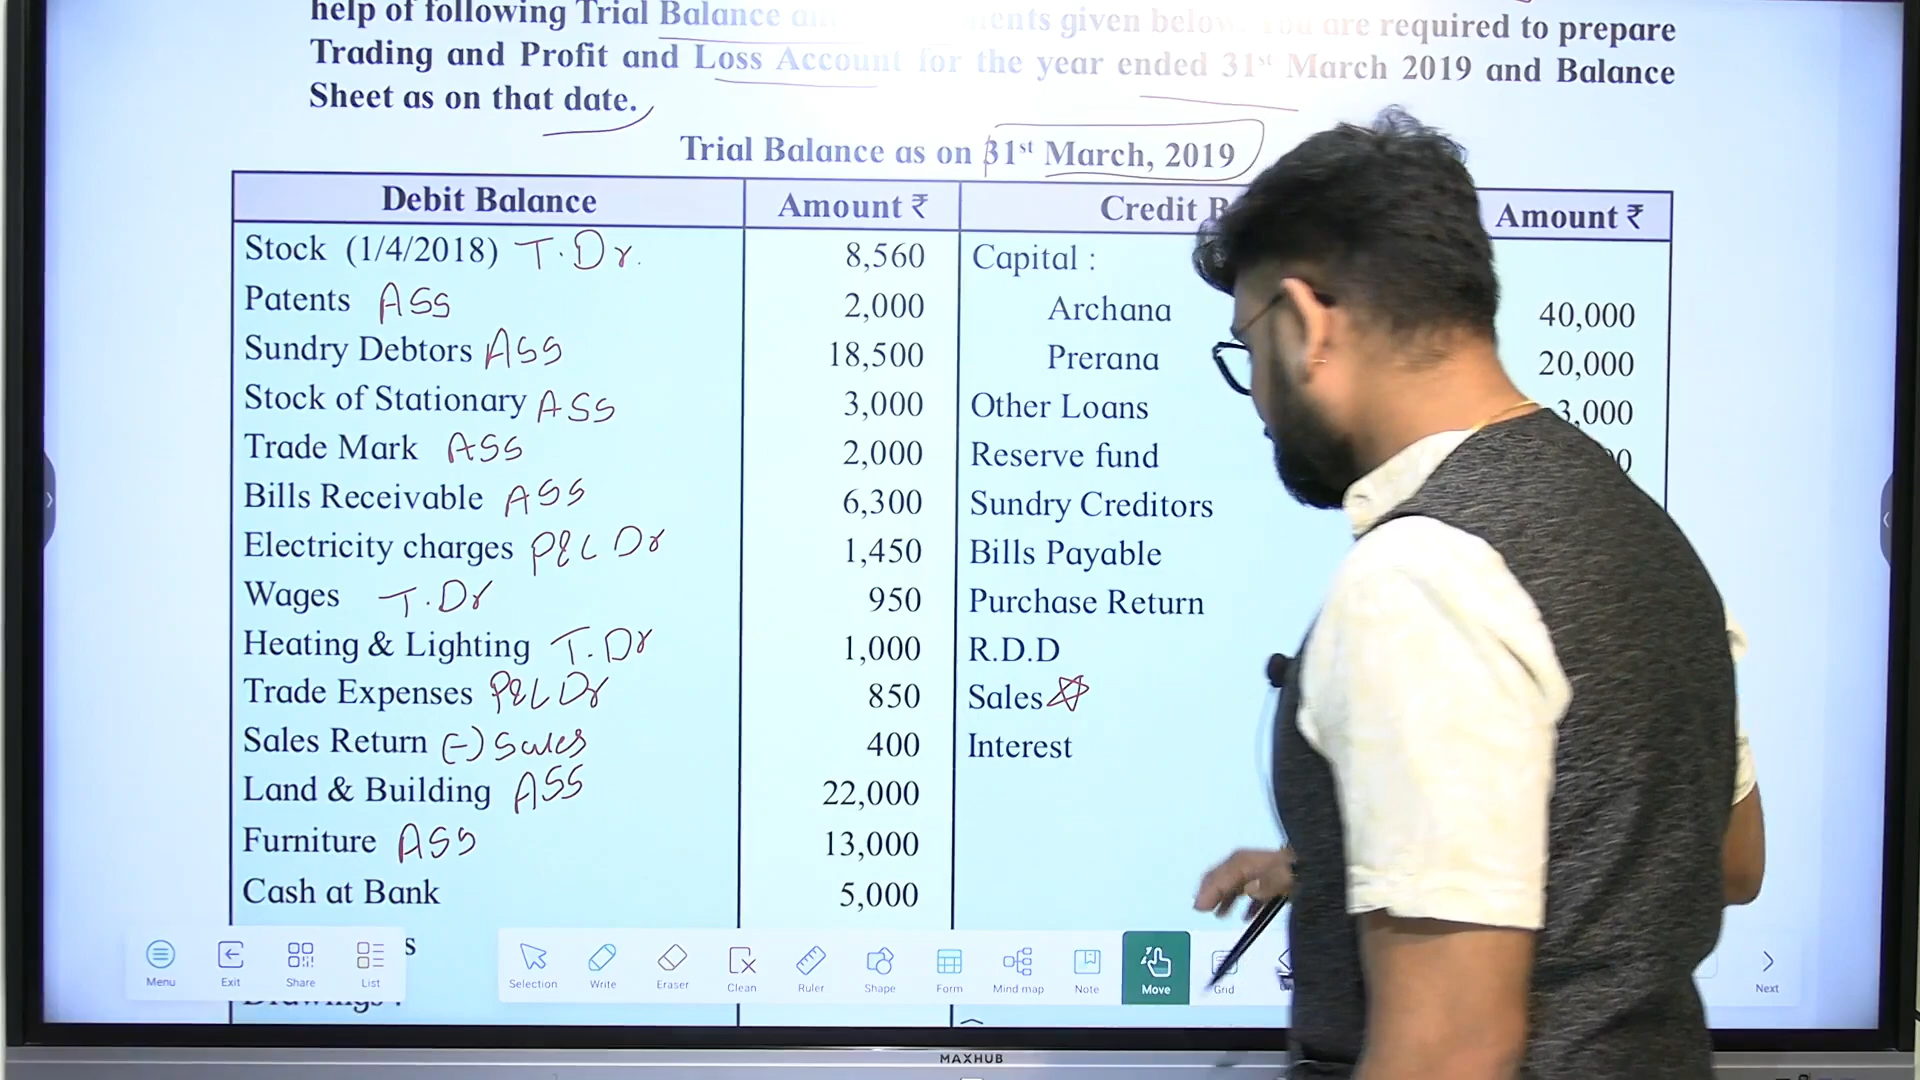 help of following Trial Balance given below. are required to prepare
Trading and Profit and Loss Account for the year ended 31st March 2019 and Balance
Sheet as on that date.
Trial Balance as on 31st March, 2019
Debit Balance Amount ₹ Credit Amount ₹
Stock (1/4/2018) T.Dr. 8,560 Capital :
Patents ASS 2,000 Archana 40,000
Sundry Debtors ASS 18,500 Prerana 20,000
Stock of Stationary ASS 3,000 Other Loans 3,000
Trade Mark ASS 2,000 Reserve fund
Bills Receivable ASS 6,300 Sundry Creditors
Electricity charges P&L Dr 1,450 Bills Payable
Wages T.Dr 950 Purchase Return
Heating & Lighting T.Dr 1,000 R.D.D
Trade Expenses P&L Dr 850 Sales
Sales Return (-) Sales 400 Interest
Land & Building ASS 22,000
Furniture ASS 13,000
Cash at Bank 5,000
Menu Exit Share List Selection Write Eraser Clean Ruler Shape Form Mind map Note Move Grid Next
MAXHUB